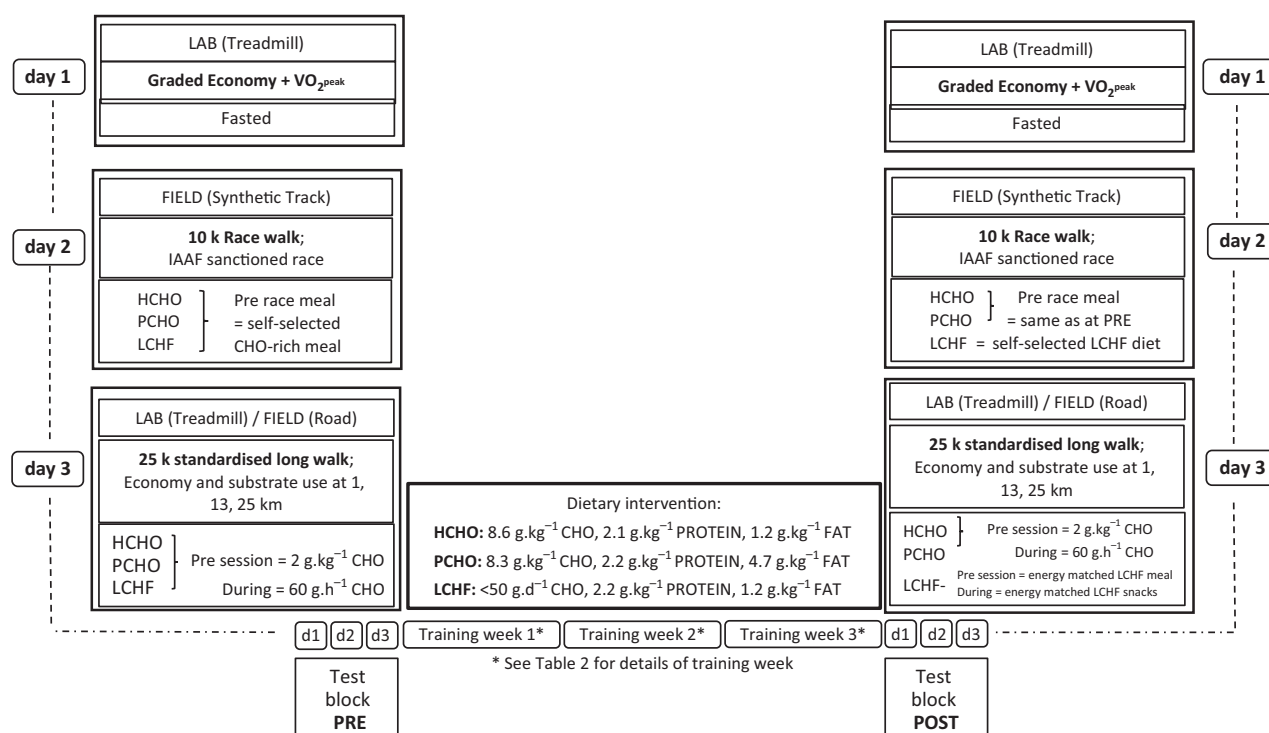 day 1
LAB (Treadmill)
Graded Economy + VO2peak
Fasted
day 2
FIELD (Synthetic Track)
10 k Race walk;
IAAF sanctioned race
HCHO
PCHO
LCHF
Pre race meal
= self-selected
CHO-rich meal
day 3
LAB (Treadmill) / FIELD (Road)
25 k standardised long walk;
Economy and substrate use at 1,
13, 25 km
HCHO
PCHO
LCHF
Pre session = 2 g.kg⁻¹ CHO
During = 60 g.h⁻¹ CHO
Dietary intervention:
HCHO: 8.6 g.kg⁻¹ CHO, 2.1 g.kg⁻¹ PROTEIN, 1.2 g.kg⁻¹ FAT
PCHO: 8.3 g.kg⁻¹ CHO, 2.2 g.kg⁻¹ PROTEIN, 4.7 g.kg⁻¹ FAT
LCHF: <50 g.d⁻¹ CHO, 2.2 g.kg⁻¹ PROTEIN, 1.2 g.kg⁻¹ FAT
LAB (Treadmill)
Graded Economy + VO2peak
Fasted
day 1
FIELD (Synthetic Track)
10 k Race walk;
IAAF sanctioned race
HCHO
PCHO
Pre race meal
= same as at PRE
LCHF = self-selected LCHF diet
day 2
LAB (Treadmill) / FIELD (Road)
25 k standardised long walk;
Economy and substrate use at 1,
13, 25 km
HCHO
PCHO
Pre session = 2 g.kg⁻¹ CHO
During = 60 g.h⁻¹ CHO
LCHF-
Pre session = energy matched LCHF meal
During = energy matched LCHF snacks
day 3
d1 d2 d3 Training week 1* Training week 2* Training week 3* d1 d2 d3
* See Table 2 for details of training week
Test
block
PRE
Test
block
POST